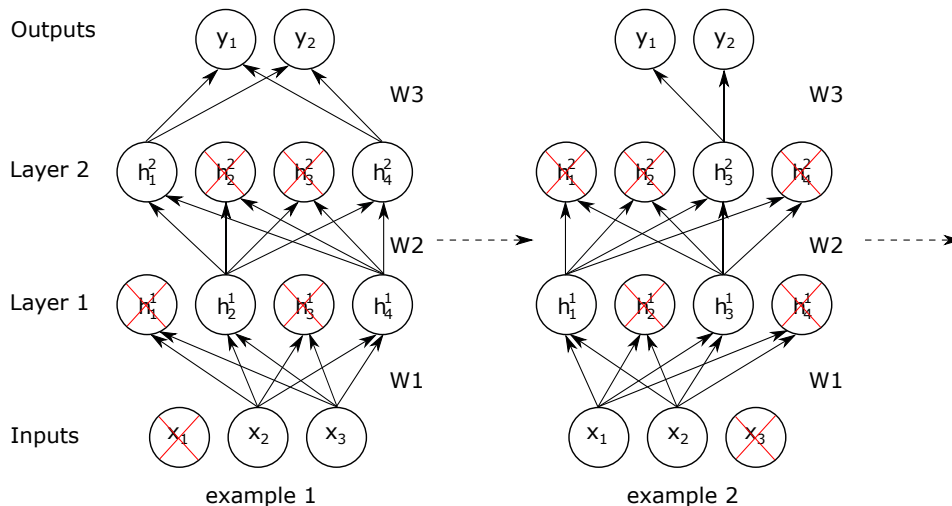 Outputs y₁ y₂ y₁ y₂
W3 W3
Layer 2 h₁² h₂² h₃² h₄² h₁² h₂² h₃² h₄²
W2 W2
Layer 1 h₁¹ h₂¹ h₃¹ h₄¹ h₁¹ h₂¹ h₃¹ h₄¹
W1 W1
Inputs x₁ x₂ x₃ x₁ x₂ x₃
example 1 example 2